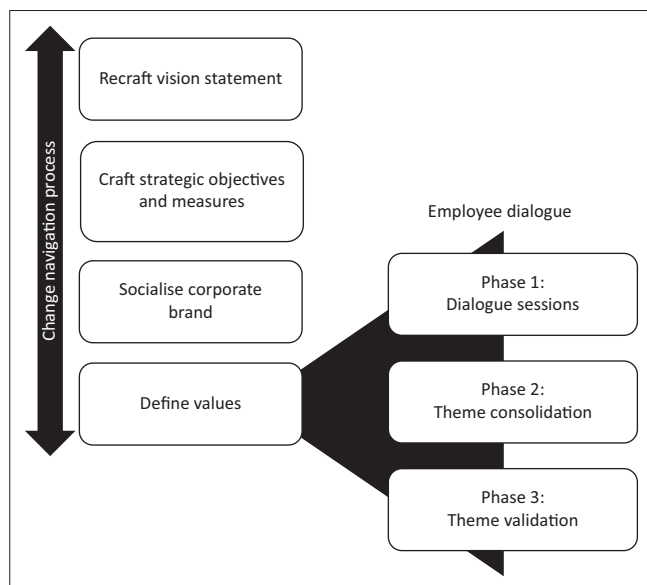 Change navigation process
Recraft vision statement
Craft strategic objectives
and measures
Socialise corporate
brand
Define values
Employee dialogue
Phase 1:
Dialogue sessions
Phase 2:
Theme consolidation
Phase 3:
Theme validation